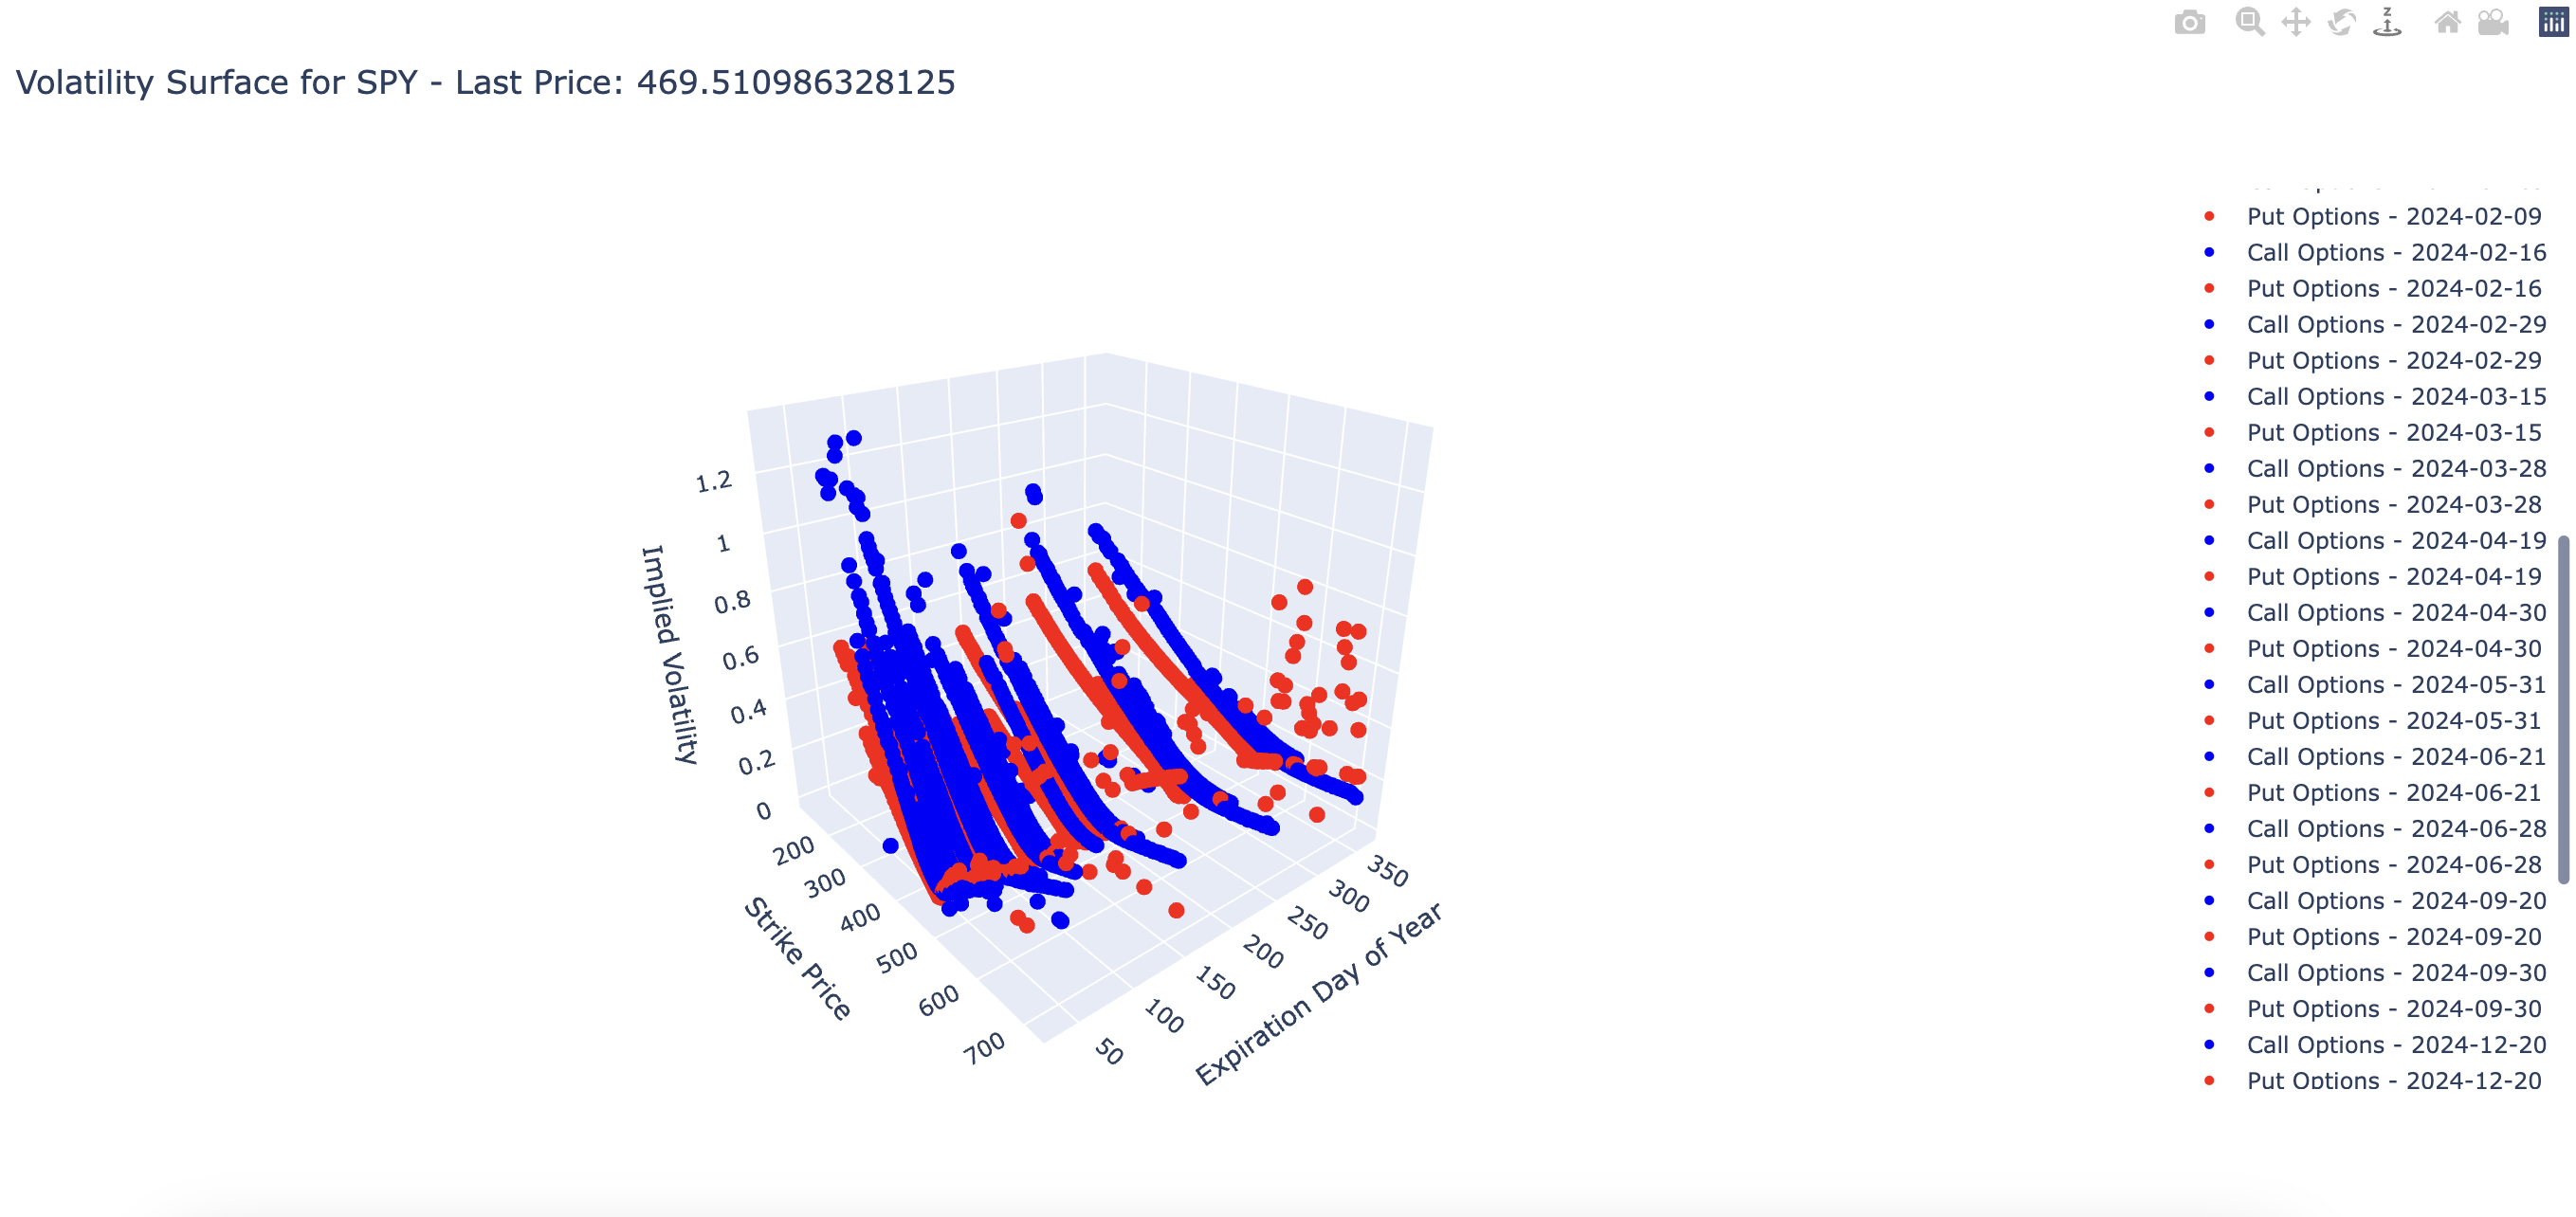 Z
Volatility Surface for SPY - Last Price: 469.510986328125
Put Options - 2024-02-09
Call Options - 2024-02-16
Put Options - 2024-02-16
Call Options - 2024-02-29
Put Options - 2024-02-29
Call Options - 2024-03-15
Put Options - 2024-03-15
Call Options - 2024-03-28
Put Options - 2024-03-28
Call Options - 2024-04-19
Put Options - 2024-04-19
Call Options - 2024-04-30
Put Options - 2024-04-30
Call Options - 2024-05-31
Put Options - 2024-05-31
Call Options - 2024-06-21
Put Options - 2024-06-21
Call Options - 2024-06-28
Put Options - 2024-06-28
Call Options - 2024-09-20
Put Options - 2024-09-20
Call Options - 2024-09-30
Put Options - 2024-09-30
Call Options - 2024-12-20
Put Options - 2024-12-20
Implied Volatility
1.2
1
0.8
0.6
0.4
0.2
0
Strike Price
200
300
400
500
600
700
Expiration Day of Year
50
100
150
200
250
300
350